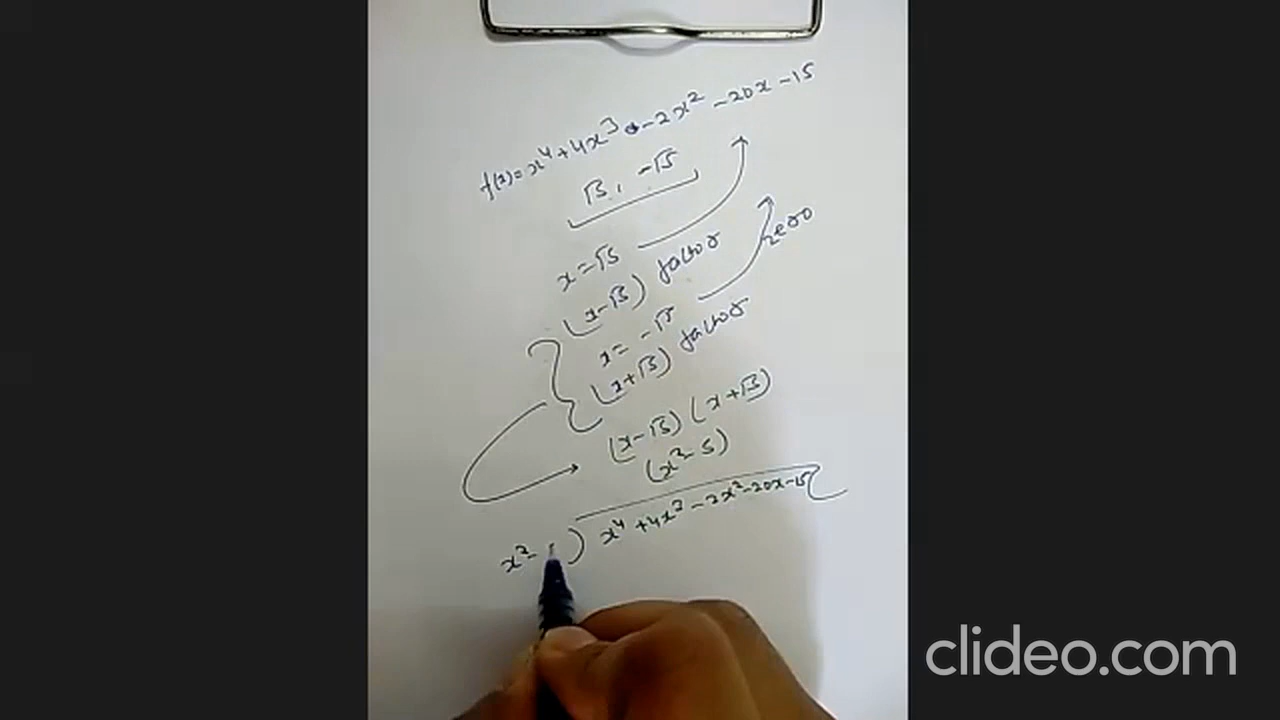 f(x) = x⁴ + 4x³ - 2x² - 20x - 15
√5, -√5
x = √5
(x - √5) factor
zero
x = -√5
(x + √5) factor
(x - √5) (x + √5)
(x² - 5)
x² - ) x⁴ + 4x³ - 2x² - 20x - 15
clideo.com